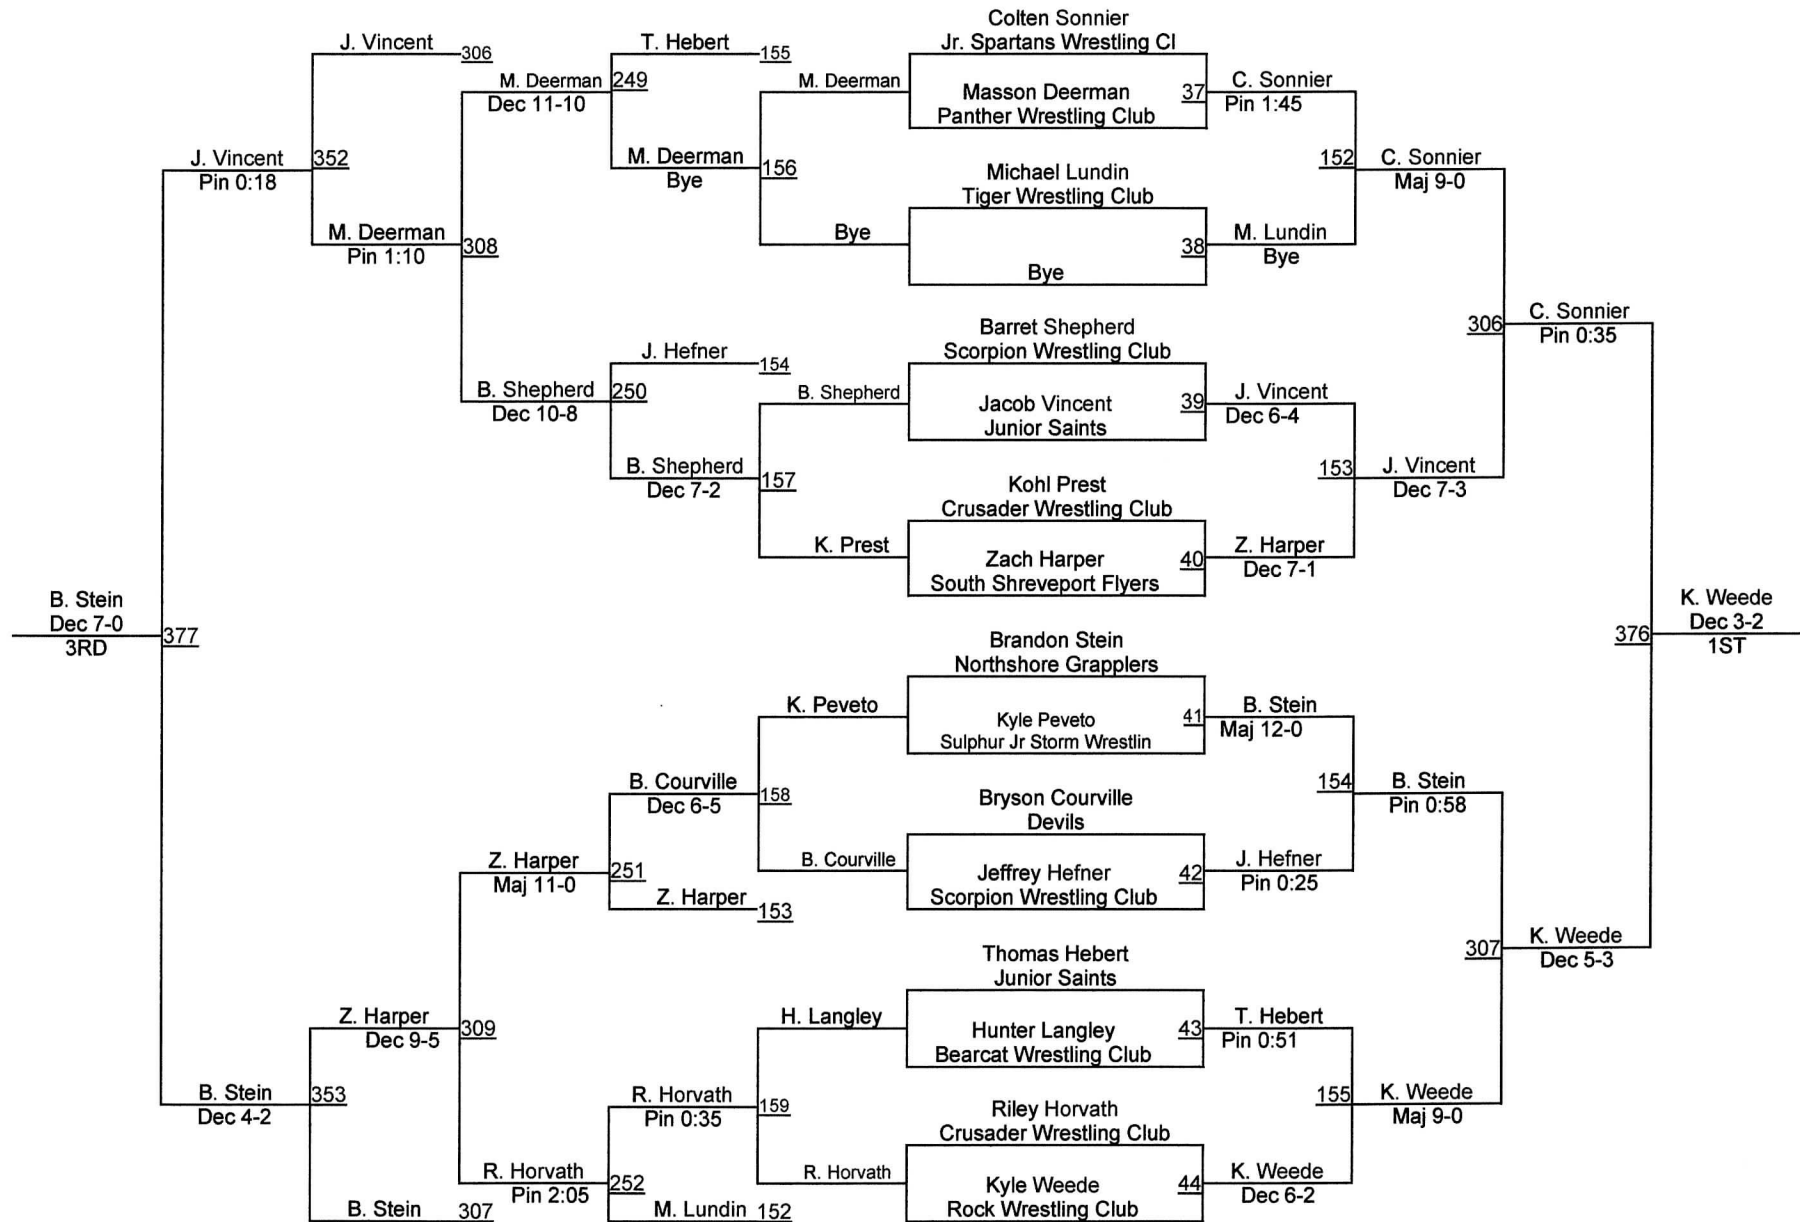 Colten Sonnier
J. Vincent
306
T. Hebert
155
Jr. Spartans Wrestling Cl
M. Deerman
249
Dec 11-10
M. Deerman
Masson Deerman
Panther Wrestling Club
37
C. Sonnier
Pin 1:45
J. Vincent
352
Pin 0:18
M. Deerman
Bye
156
Michael Lundin
Tiger Wrestling Club
152
C. Sonnier
Maj 9-0
M. Deerman
Pin 1:10
308
Bye
Bye
38
M. Lundin
Bye
Barret Shepherd
Scorpion Wrestling Club
306
C. Sonnier
Pin 0:35
J. Hefner
154
B. Shepherd
250
Dec 10-8
B. Shepherd
Jacob Vincent
Junior Saints
39
J. Vincent
Dec 6-4
B. Shepherd
Dec 7-2
157
Kohl Prest
Crusader Wrestling Club
153
J. Vincent
Dec 7-3
K. Prest
Zach Harper
South Shreveport Flyers
40
Z. Harper
Dec 7-1
B. Stein
Dec 7-0
3RD
377
Brandon Stein
Northshore Grapplers
376
K. Weede
Dec 3-2
1ST
K. Peveto
Kyle Peveto
Sulphur Jr Storm Wrestlin
41
B. Stein
Maj 12-0
B. Courville
Dec 6-5
158
Bryson Courville
Devils
154
B. Stein
Pin 0:58
Z. Harper
Maj 11-0
251
B. Courville
Jeffrey Hefner
Scorpion Wrestling Club
42
J. Hefner
Pin 0:25
Z. Harper
153
Thomas Hebert
Junior Saints
307
K. Weede
Dec 5-3
Z. Harper
Dec 9-5
309
H. Langley
Hunter Langley
Bearcat Wrestling Club
43
T. Hebert
Pin 0:51
B. Stein
Dec 4-2
353
R. Horvath
Pin 0:35
159
Riley Horvath
Crusader Wrestling Club
155
K. Weede
Maj 9-0
R. Horvath
Pin 2:05
252
R. Horvath
Kyle Weede
Rock Wrestling Club
44
K. Weede
Dec 6-2
B. Stein
307
M. Lundin
152